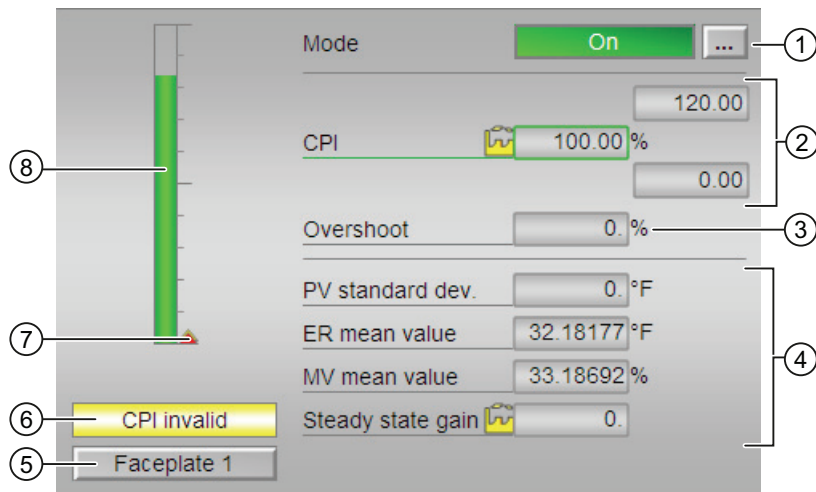 Mode On ... ①
120.00
CPI 100.00 % ②
0.00
⑧
Overshoot 0. % ③
PV standard dev. 0. °F
⑦ ER mean value 32.18177 °F
④
MV mean value 33.18692 %
⑥ CPI invalid Steady state gain 0.
⑤ Faceplate 1